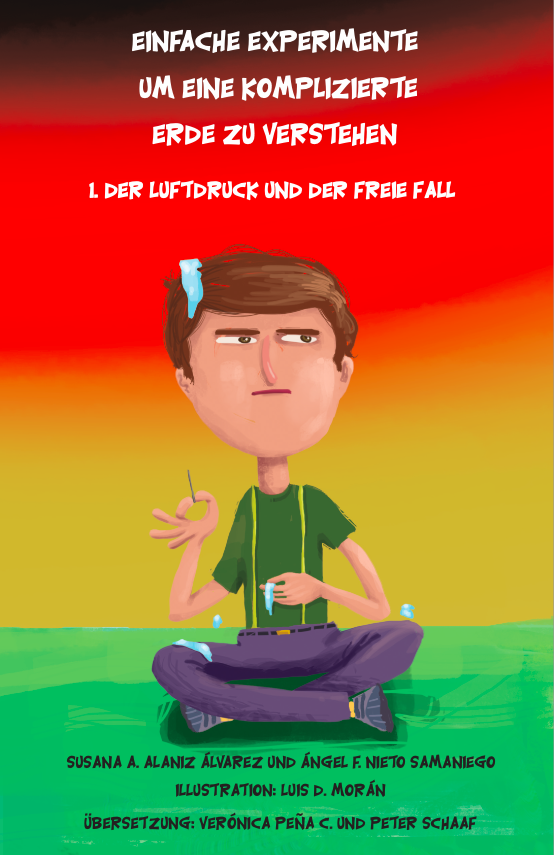 EINFACHE EXPERIMENTE
UM EINE KOMPLIZIERTE
ERDE ZU VERSTEHEN
1. DER LUFTDRUCK UND DER FREIE FALL
SUSANA A. ALANIZ ÁLVAREZ UND ÁNGEL F. NIETO SAMANIEGO
ILLUSTRATION: LUIS D. MORÁN
ÜBERSETZUNG: VERÓNICA PEÑA C. UND PETER SCHAAF